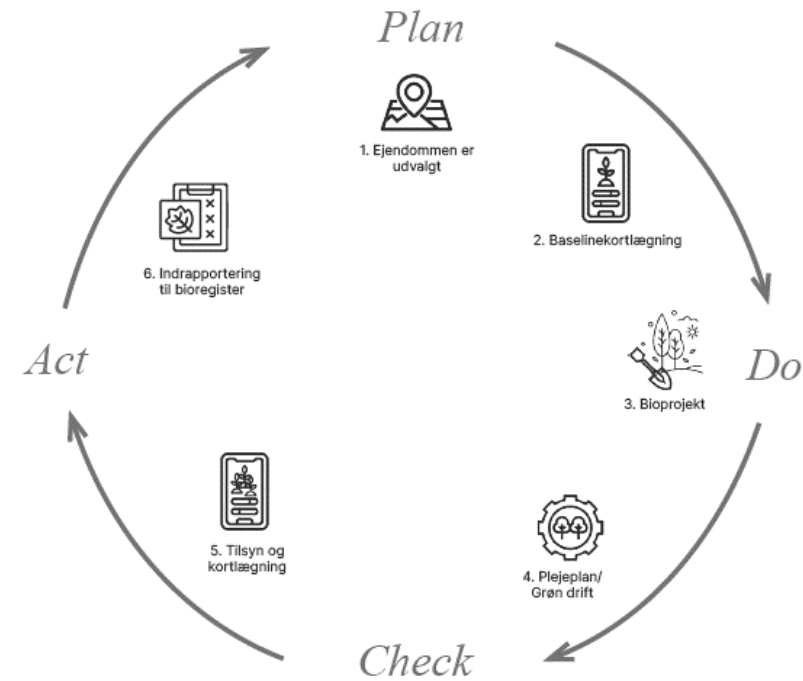 Plan
1. Ejendommen er
udvalgt
2. Baselinekortlægning
Do
3. Bioprojekt
4. Plejeplan/
Grøn drift
Check
5. Tilsyn og
kortlægning
Act
6. Indrapportering
til bioregister